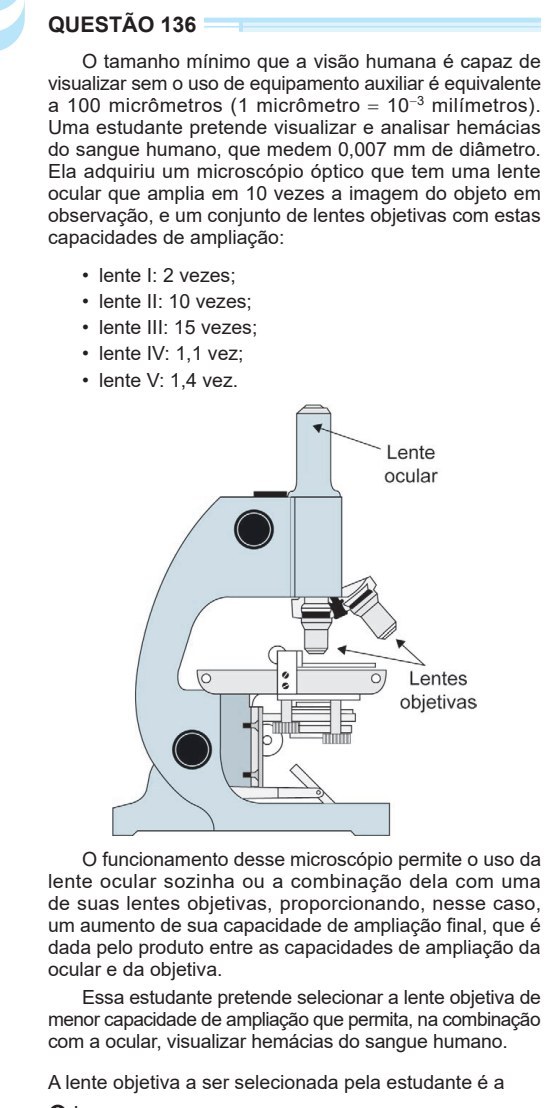 QUESTÃO 136
O tamanho mínimo que a visão humana é capaz de
visualizar sem o uso de equipamento auxiliar é equivalente
a 100 micrômetros (1 micrômetro = 10⁻³ milímetros).
Uma estudante pretende visualizar e analisar hemácias
do sangue humano, que medem 0,007 mm de diâmetro.
Ela adquiriu um microscópio óptico que tem uma lente
ocular que amplia em 10 vezes a imagem do objeto em
observação, e um conjunto de lentes objetivas com estas
capacidades de ampliação:
• lente I: 2 vezes;
• lente II: 10 vezes;
• lente III: 15 vezes;
• lente IV: 1,1 vez;
• lente V: 1,4 vez.
Lente
ocular
Lentes
objetivas
O funcionamento desse microscópio permite o uso da
lente ocular sozinha ou a combinação dela com uma
de suas lentes objetivas, proporcionando, nesse caso,
um aumento de sua capacidade de ampliação final, que é
dada pelo produto entre as capacidades de ampliação da
ocular e da objetiva.
Essa estudante pretende selecionar a lente objetiva de
menor capacidade de ampliação que permita, na combinação
com a ocular, visualizar hemácias do sangue humano.
A lente objetiva a ser selecionada pela estudante é a